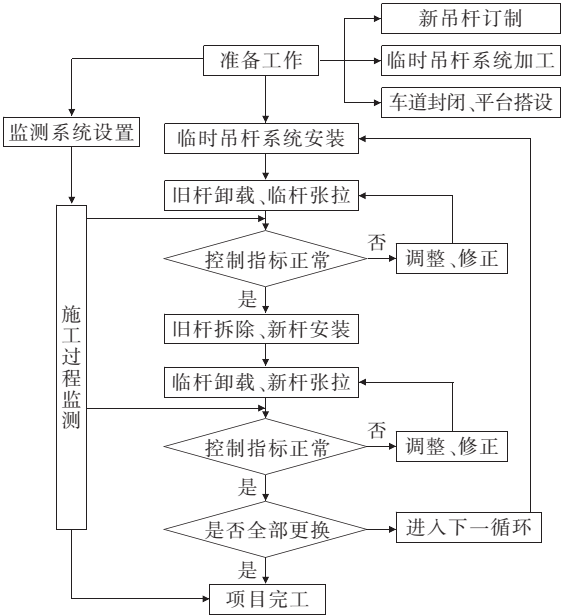 新吊杆订制
准备工作
临时吊杆系统加工
车道封闭、平台搭设
监测系统设置
临时吊杆系统安装
旧杆卸载、临杆张拉
控制指标正常
否
调整、修正
是
旧杆拆除、新杆安装
施工过程监测
临杆卸载、新杆张拉
控制指标正常
否
调整、修正
是
是否全部更换
进入下一循环
是
项目完工